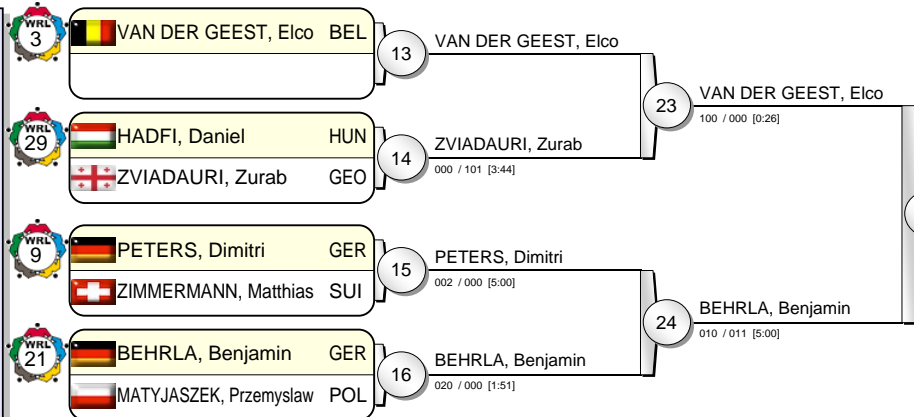 WRL
3
VAN DER GEEST, Elco BEL
13
VAN DER GEEST, Elco
23
VAN DER GEEST, Elco
100 / 000 [0:26]
WRL
29
HADFI, Daniel HUN
ZVIADAURI, Zurab GEO
14
ZVIADAURI, Zurab
000 / 101 [3:44]
WRL
9
PETERS, Dimitri GER
ZIMMERMANN, Matthias SUI
15
PETERS, Dimitri
002 / 000 [5:00]
24
BEHRLA, Benjamin
010 / 011 [5:00]
WRL
21
BEHRLA, Benjamin GER
MATYJASZEK, Przemyslaw POL
16
BEHRLA, Benjamin
020 / 000 [1:51]